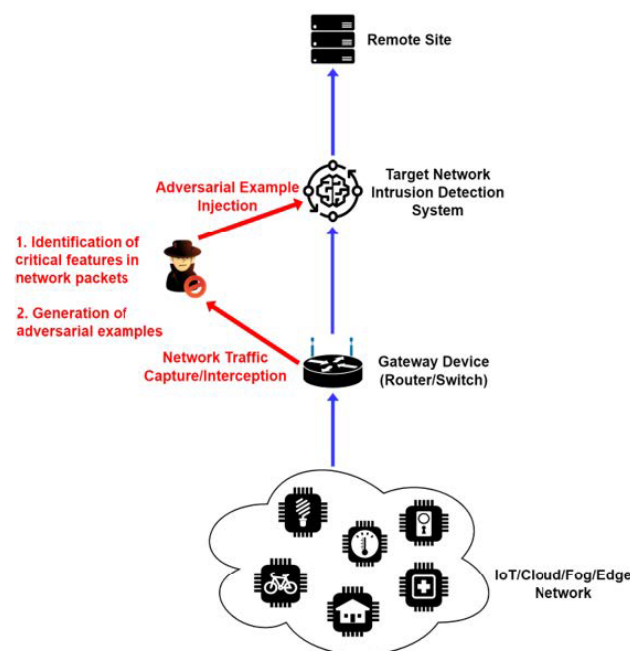 Remote Site
Adversarial Example
Injection
Target Network
Intrusion Detection
System
1. Identification of
critical features in
network packets
2. Generation of
adversarial examples
Network Traffic
Capture/Interception
Gateway Device
(Router/Switch)
IoT/Cloud/Fog/Edge
Network